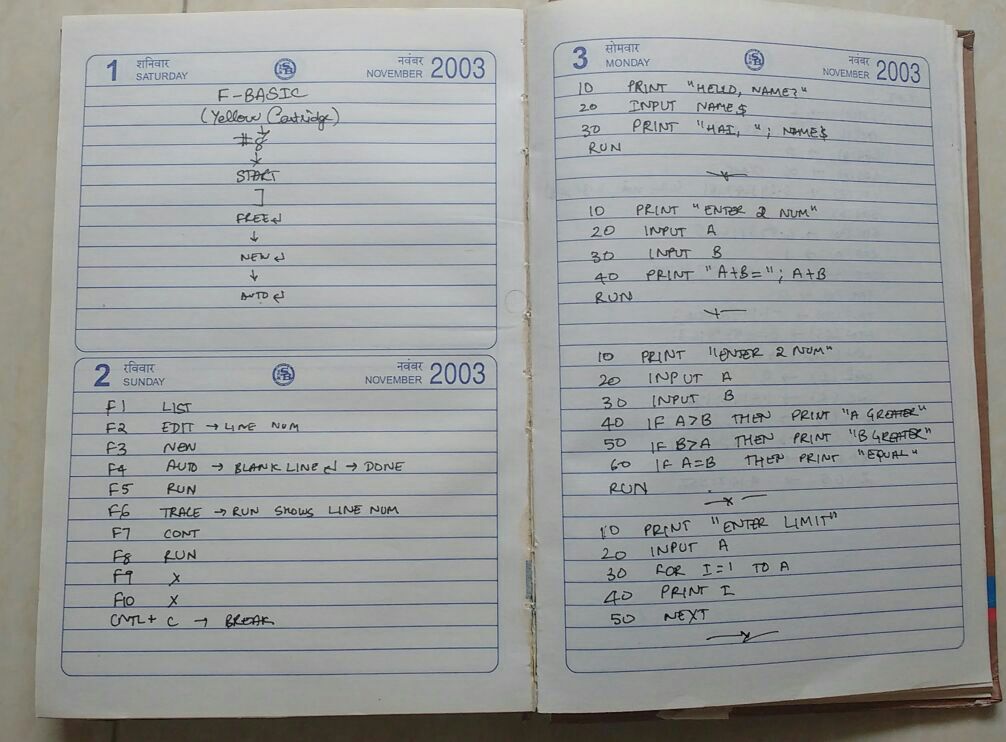 1 शनिवार SATURDAY नवंबर NOVEMBER 2003
F-BASIC
(Yellow Cartridge)
#8
START
]
FREE↵
↓
NEW↵
↓
AUTO↵
2 रविवार SUNDAY नवंबर NOVEMBER 2003
F1 LIST
F2 EDIT → LINE NUM
F3 NEW
F4 AUTO → BLANK LINE ↵ → DONE
F5 RUN
F6 TRACE → RUN SHOWS LINE NUM
F7 CONT
F8 RUN
F9 X
F10 X
CNTL + C → BREAK
3 सोमवार MONDAY नवंबर NOVEMBER 2003
10 PRINT "HELLO, NAME?"
20 INPUT NAME$
30 PRINT "HAI, "; NAME$
RUN
10 PRINT "ENTER 2 NUM"
20 INPUT A
30 INPUT B
40 PRINT "A+B="; A+B
RUN
10 PRINT "ENTER 2 NUM"
20 INPUT A
30 INPUT B
40 IF A>B THEN PRINT "A GREATER"
50 IF B>A THEN PRINT "B GREATER"
60 IF A=B THEN PRINT "EQUAL"
RUN
10 PRINT "ENTER LIMIT"
20 INPUT A
30 FOR I=1 TO A
40 PRINT I
50 NEXT